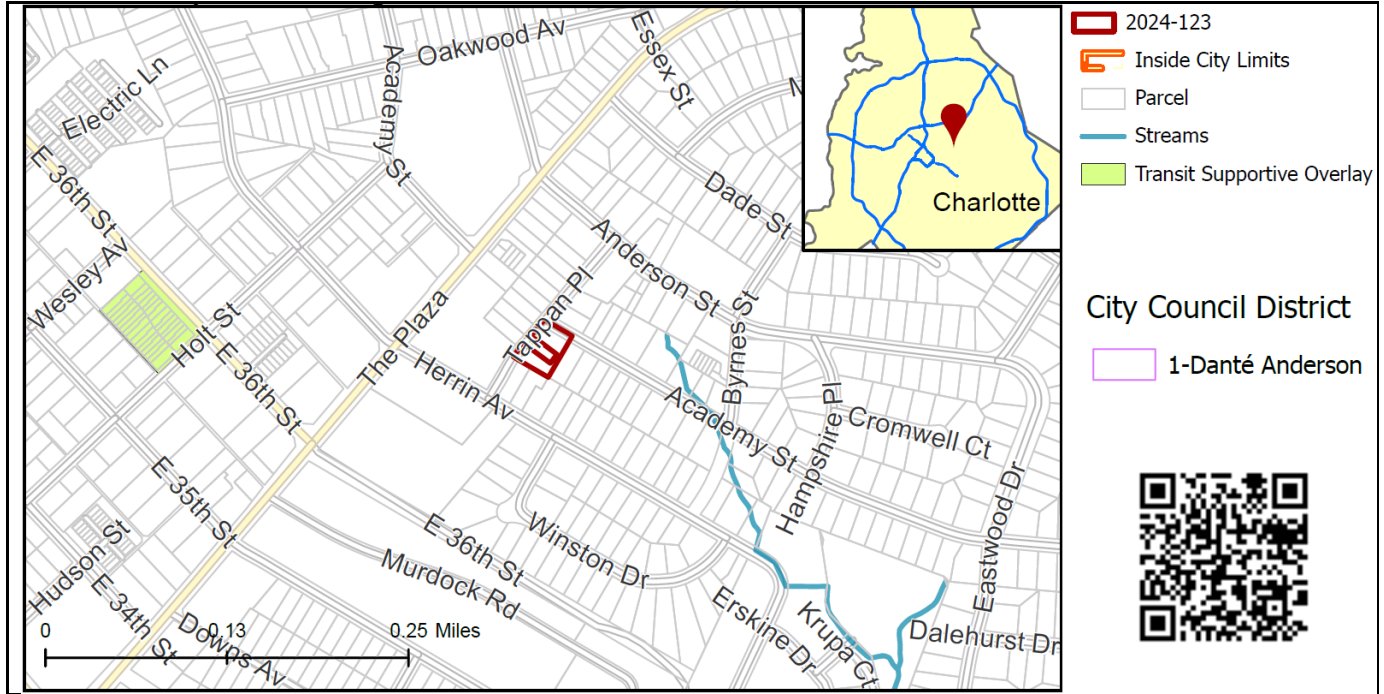 Oakwood Av
Academy St
Essex St
Electric Ln
E 36th St
Wesley Av
Holt St
E 36th St
The Plaza
Tappan Pl
Herrin Av
Anderson St
Dade St
M
Byrnes St
Academy St
Hampshire Pl
Cromwell Ct
Eastwood Dr
E 35th St
Hudson St
E 34th St
Downs Av
E 36th St
Murdock Rd
Winston Dr
Erskine Dr
Krupa Ct
Dalehurst Dr
0 0.13 0.25 Miles
Charlotte
2024-123
Inside City Limits
Parcel
Streams
Transit Supportive Overlay
City Council District
1-Danté Anderson